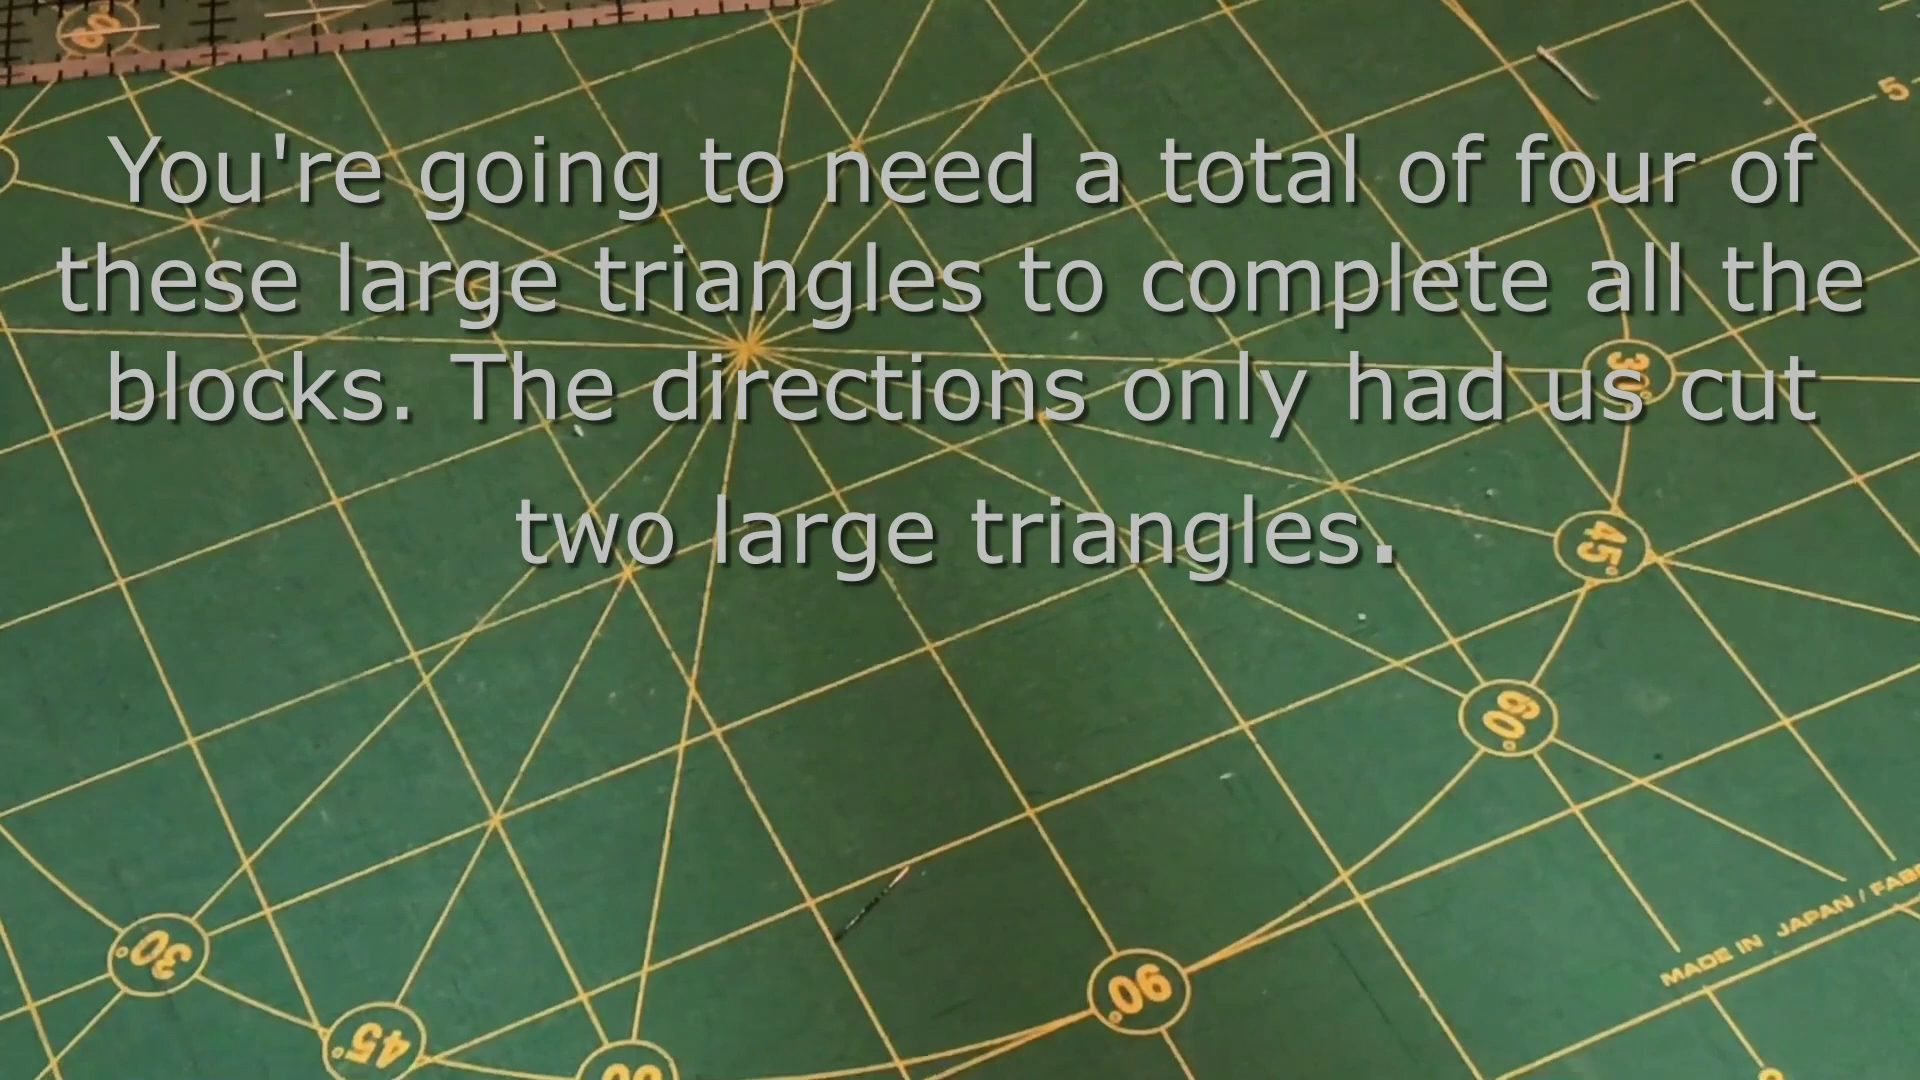 You're going to need a total of four of
these large triangles to complete all the
blocks. The directions only had us cut
two large triangles.
5
30°
45°
60°
90°
30°
45°
MADE IN JAPAN /